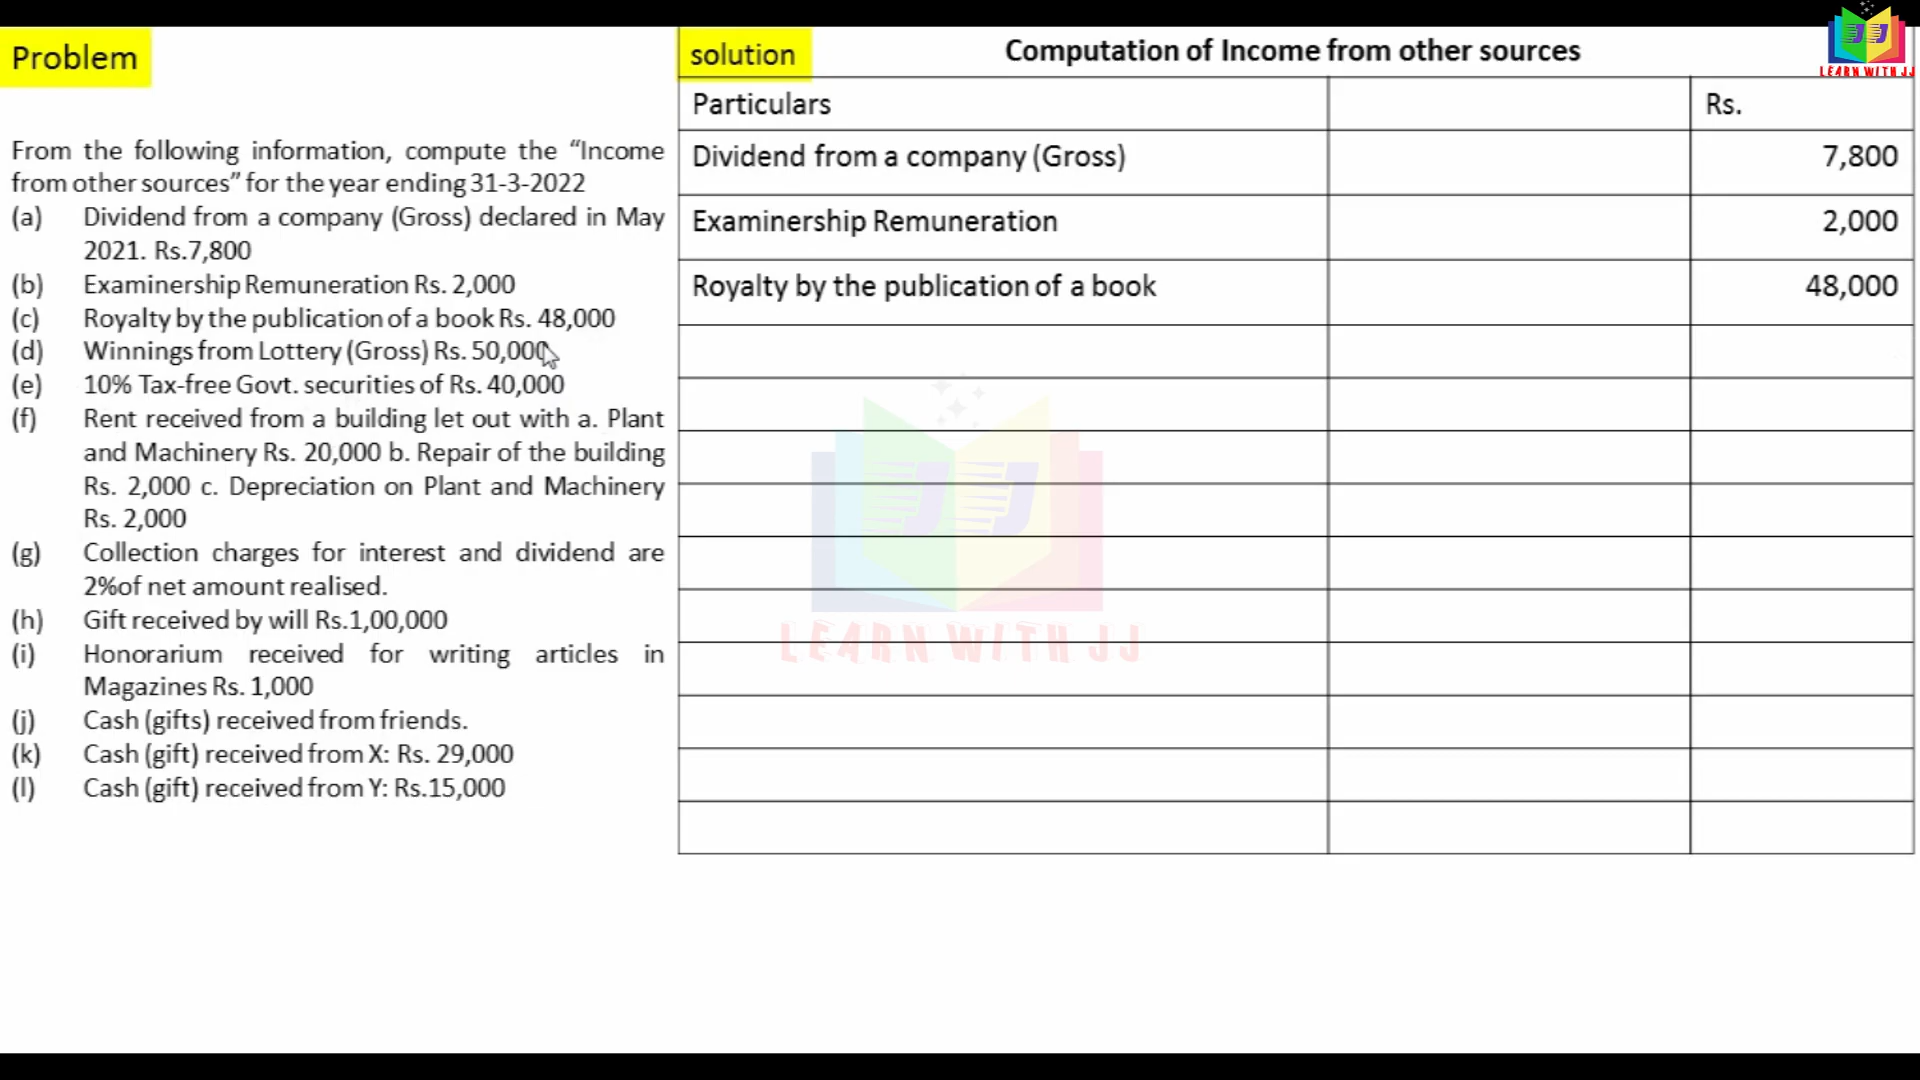 Problem
From the following information, compute the “Income
from other sources” for the year ending 31-3-2022
(a) Dividend from a company (Gross) declared in May
2021. Rs.7,800
(b) Examinership Remuneration Rs. 2,000
(c) Royalty by the publication of a book Rs. 48,000
(d) Winnings from Lottery (Gross) Rs. 50,000
(e) 10% Tax-free Govt. securities of Rs. 40,000
(f) Rent received from a building let out with a. Plant
and Machinery Rs. 20,000 b. Repair of the building
Rs. 2,000 c. Depreciation on Plant and Machinery
Rs. 2,000
(g) Collection charges for interest and dividend are
2%of net amount realised.
(h) Gift received by will Rs.1,00,000
(i) Honorarium received for writing articles in
Magazines Rs. 1,000
(j) Cash (gifts) received from friends.
(k) Cash (gift) received from X: Rs. 29,000
(l) Cash (gift) received from Y: Rs.15,000
solution
Computation of Income from other sources
Particulars Rs.
Dividend from a company (Gross) 7,800
Examinership Remuneration 2,000
Royalty by the publication of a book 48,000
JJ
LEARN WITH JJ
JJ
LEARN WITH JJ